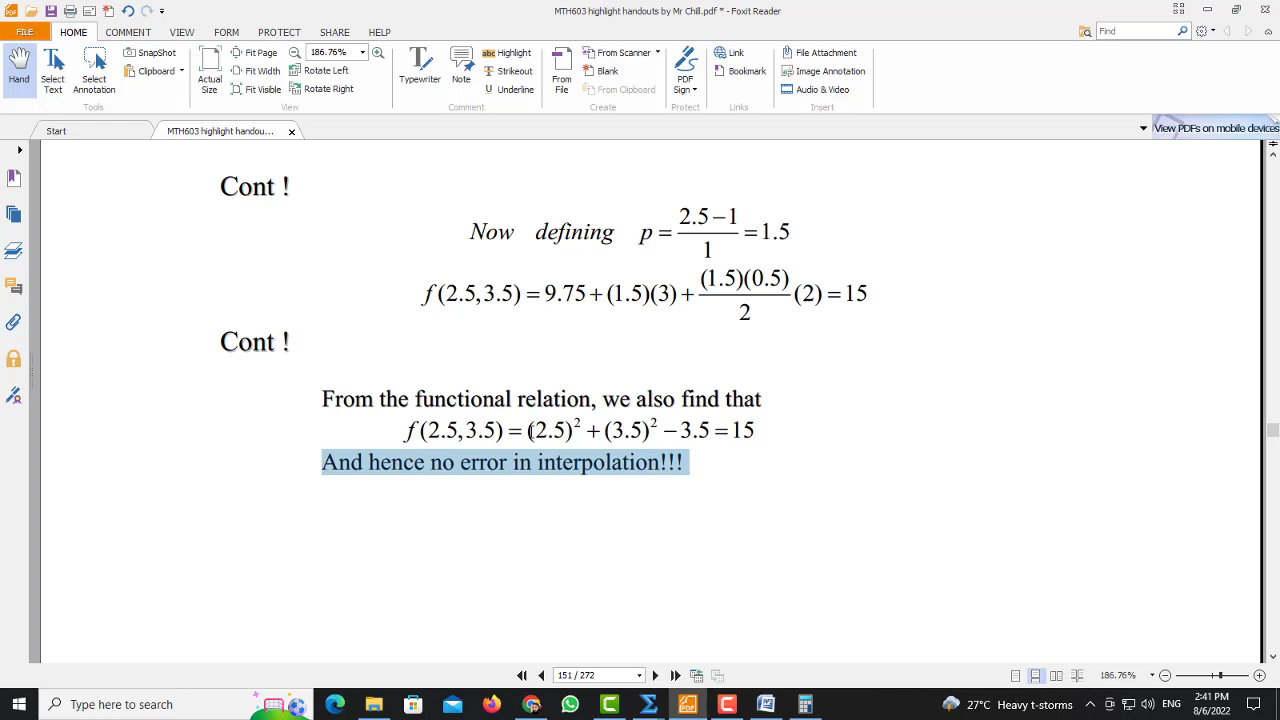 MTH603 highlight handouts by Mr Chill.pdf * - Foxit Reader
FILE HOME COMMENT VIEW FORM PROTECT SHARE HELP
Find
Hand
Select Text
Select Annotation
SnapShot
Clipboard
Tools
Actual Size
Fit Page
Fit Width
Fit Visible
186.76%
Rotate Left
Rotate Right
View
Typewriter
Note
Highlight
Strikeout
Underline
Comment
From File
From Scanner
Blank
From Clipboard
Create
PDF Sign
Protect
Link
Bookmark
Links
File Attachment
Image Annotation
Audio & Video
Insert
Start
MTH603 highlight handou...
View PDFs on mobile devices
Cont !
Now defining p = (2.5 − 1)/1 = 1.5
f (2.5, 3.5) = 9.75 + (1.5)(3) + (1.5)(0.5)/2 (2) = 15
Cont !
From the functional relation, we also find that
f (2.5, 3.5) = (2.5)² + (3.5)² − 3.5 = 15
And hence no error in interpolation!!!
151 / 272
186.76%
Type here to search
27°C Heavy t-storms
ENG
2:41 PM
8/6/2022